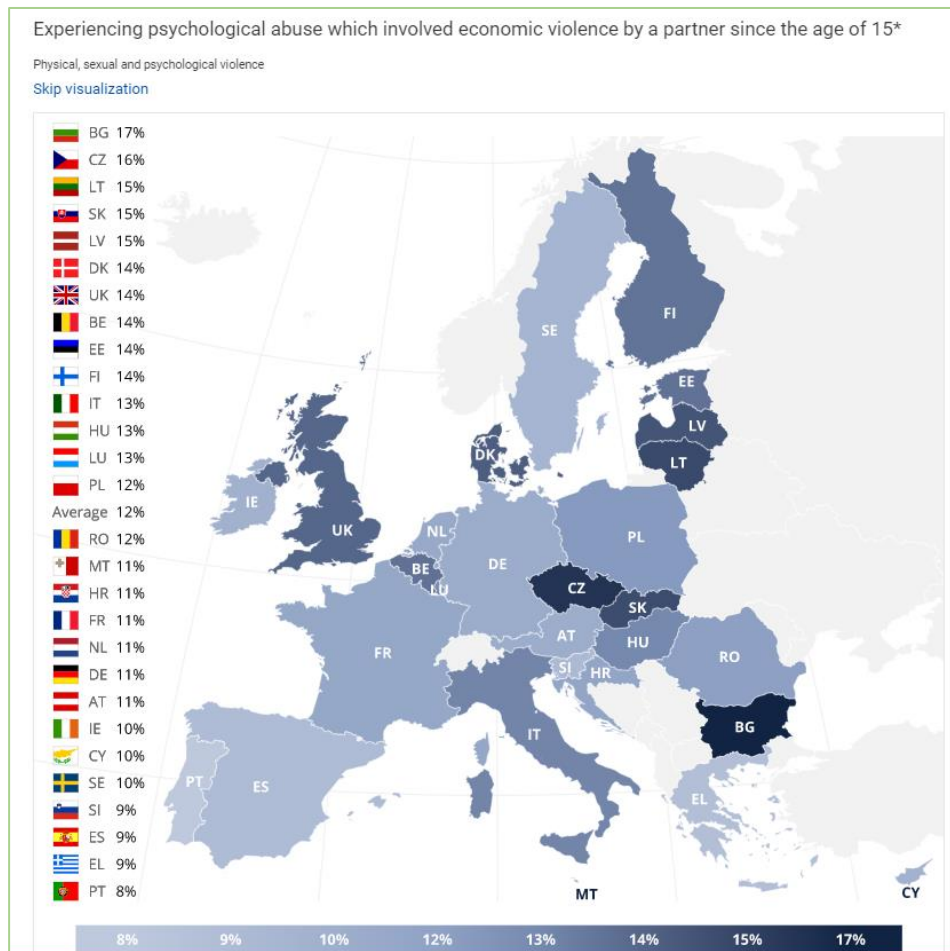 Experiencing psychological abuse which involved economic violence by a partner since the age of 15*
Physical, sexual and psychological violence
Skip visualization
BG 17%
CZ 16%
LT 15%
SK 15%
LV 15%
DK 14%
UK 14%
BE 14%
EE 14%
FI 14%
IT 13%
HU 13%
LU 13%
PL 12%
Average 12%
RO 12%
MT 11%
HR 11%
FR 11%
NL 11%
DE 11%
AT 11%
IE 10%
CY 10%
SE 10%
SI 9%
ES 9%
EL 9%
PT 8%
FI
SE
EE
LV
DK
LT
IE
UK
NL
PL
BE
DE
LU
CZ
SK
AT
HU
FR
RO
SI
HR
BG
IT
PT
ES
EL
MT
CY
8% 9% 10% 12% 13% 14% 15% 17%